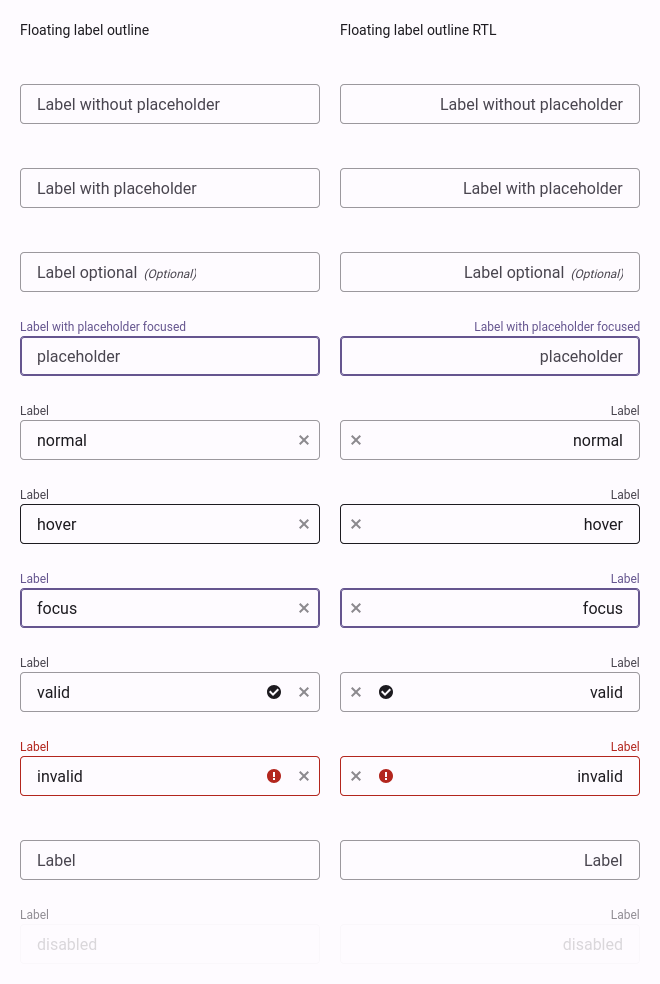 Floating label outline
Floating label outline RTL
Label without placeholder
Label without placeholder
Label with placeholder
Label with placeholder
Label optional (Optional)
Label optional (Optional)
Label with placeholder focused
Label with placeholder focused
placeholder
placeholder
Label
Label
normal
normal
Label
Label
hover
hover
Label
Label
focus
focus
Label
Label
valid
valid
Label
Label
invalid
invalid
Label
Label
Label
Label
disabled
disabled